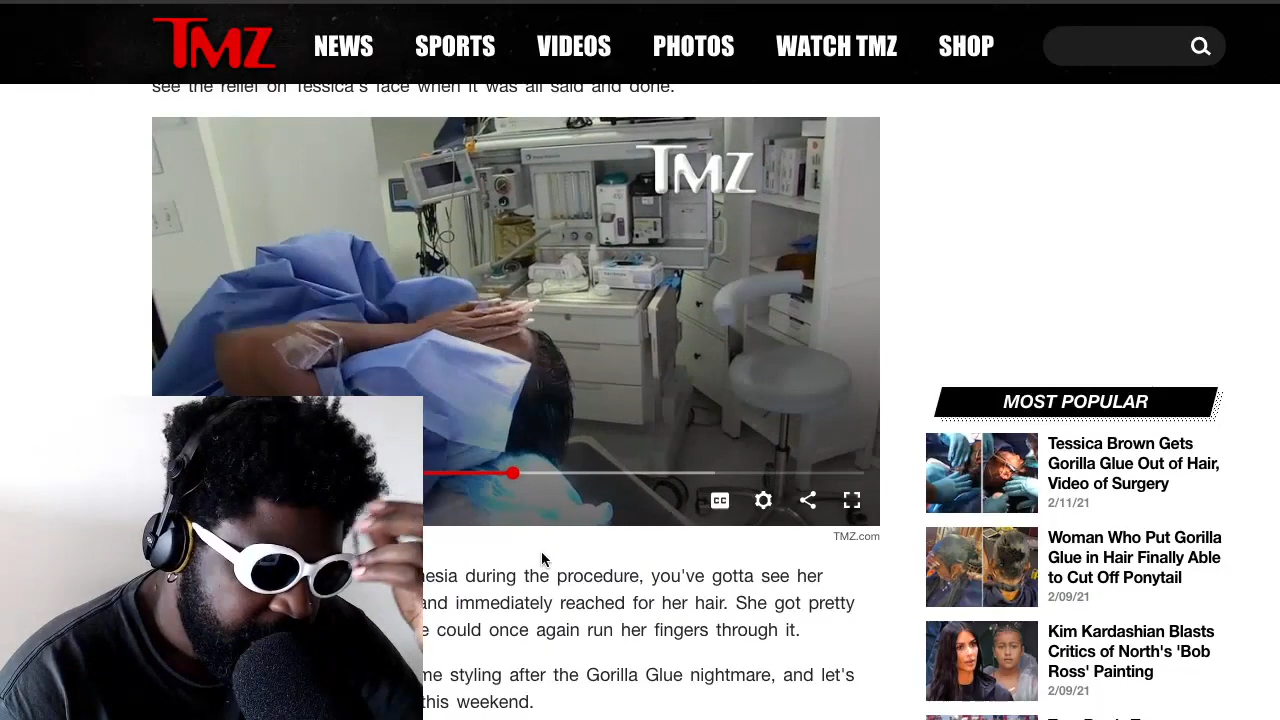 TMZ NEWS SPORTS VIDEOS PHOTOS WATCH TMZ SHOP
see the relief on Tessica's face when it was all said and done.
TMZ
CC
TMZ.com
during the procedure, you've gotta see her
and immediately reached for her hair. She got pretty
could once again run her fingers through it.
styling after the Gorilla Glue nightmare, and let's
this weekend.
MOST POPULAR
Tessica Brown Gets
Gorilla Glue Out of Hair,
Video of Surgery
2/11/21
Woman Who Put Gorilla
Glue in Hair Finally Able
to Cut Off Ponytail
2/09/21
Kim Kardashian Blasts
Critics of North's 'Bob
Ross' Painting
2/09/21